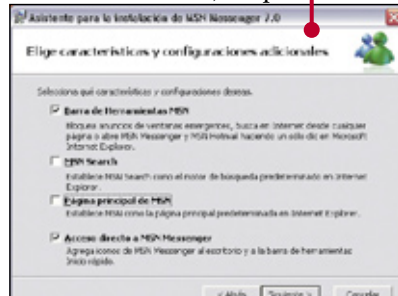 Asistente para la instalación de MSN Messenger 7.0
Elige características y configuraciones adicionales
Selecciona qué características y configuraciones deseas.
Barra de Herramientas MSN
Bloquea anuncios de ventanas emergentes, busca en Internet desde cualquier
página o abre MSN Messenger y MSN Hotmail haciendo un sólo clic en Microsoft
Internet Explorer.
MSN Search
Establece MSN Search como el motor de búsqueda predeterminado en Internet
Explorer.
Página principal de MSN
Establece MSN como la página principal predeterminada en Internet Explorer.
Acceso directo a MSN Messenger
Agrega iconos de MSN Messenger al escritorio y a la barra de herramientas
Inicio rápido.
< Atrás Siguiente > Cancelar